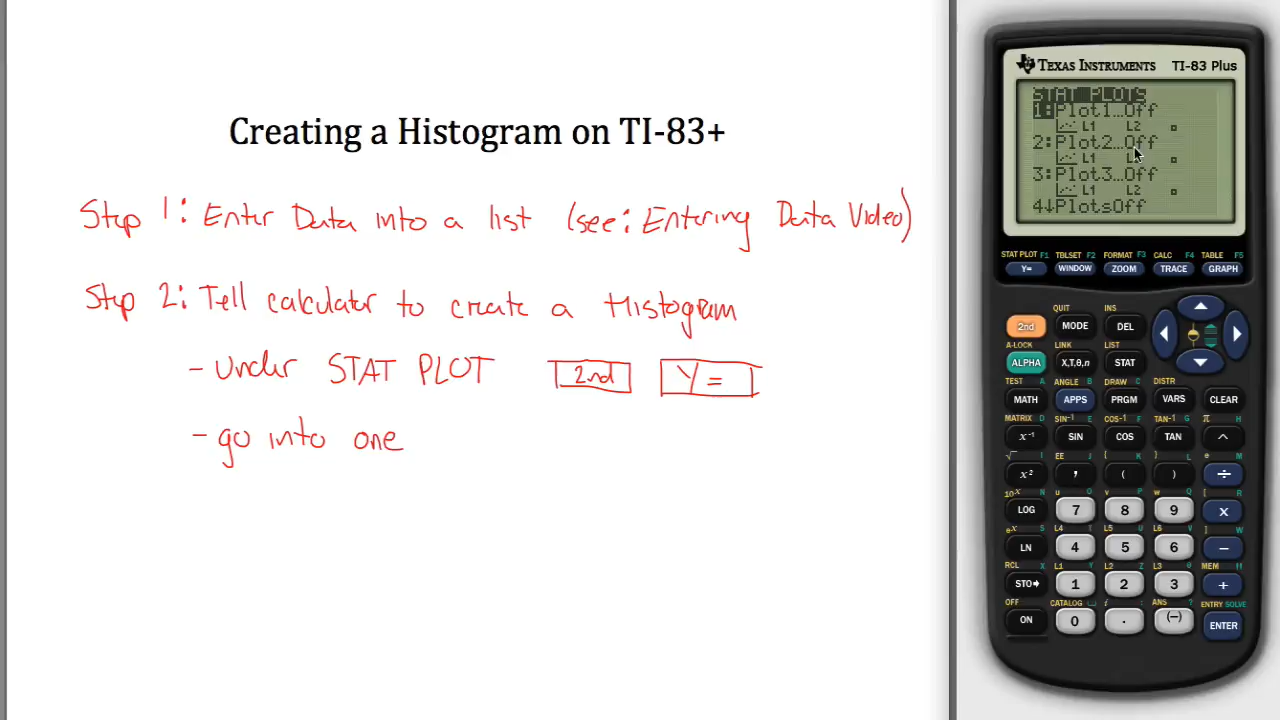 Creating a Histogram on TI-83+
Step 1: Enter Data into a list (see: Entering Data Video)
Step 2: Tell calculator to create a Histogram
- under STAT PLOT 2nd Y =
- go into one
TEXAS INSTRUMENTS TI-83 Plus
STAT PLOTS
1:Plot1…Off
L1 L2
2:Plot2…Off
L1
3:Plot3…Off
L1 L2
4↓PlotsOff
STAT PLOT F1 TBLSET F2 FORMAT F3 CALC F4 TABLE F5
Y= WINDOW ZOOM TRACE GRAPH
QUIT INS
2nd MODE DEL
A-LOCK LINK LIST
ALPHA X,T,θ,n STAT
TEST A ANGLE B DRAW C DISTR
MATH APPS PRGM VARS CLEAR
MATRIX D SIN⁻¹ E COS⁻¹ F TAN⁻¹ G π H
x⁻¹ SIN COS TAN ^
√ I EE J { K } L e M
x² , ( ) ÷
10ˣ N u O v P w Q [ R
LOG 7 8 9 x
eˣ S L4 T L5 U L6 V ] W
LN 4 5 6 −
RCL X L1 Y L2 Z L3 θ MEM "
STO➡ 1 2 3 +
OFF CATALOG i : ANS ? ENTRY SOLVE
ON 0 . (−) ENTER